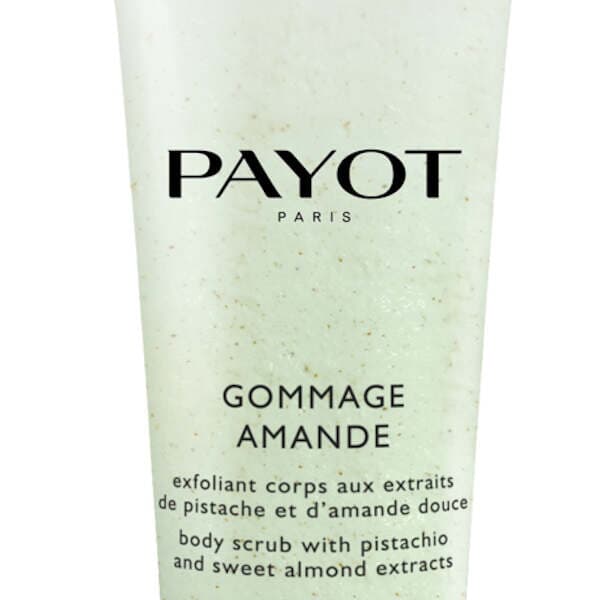 PAYOT
PARIS
GOMMAGE
AMANDE
exfoliant corps aux extraits
de pistache et d'amande douce
body scrub with pistachio
and sweet almond extracts